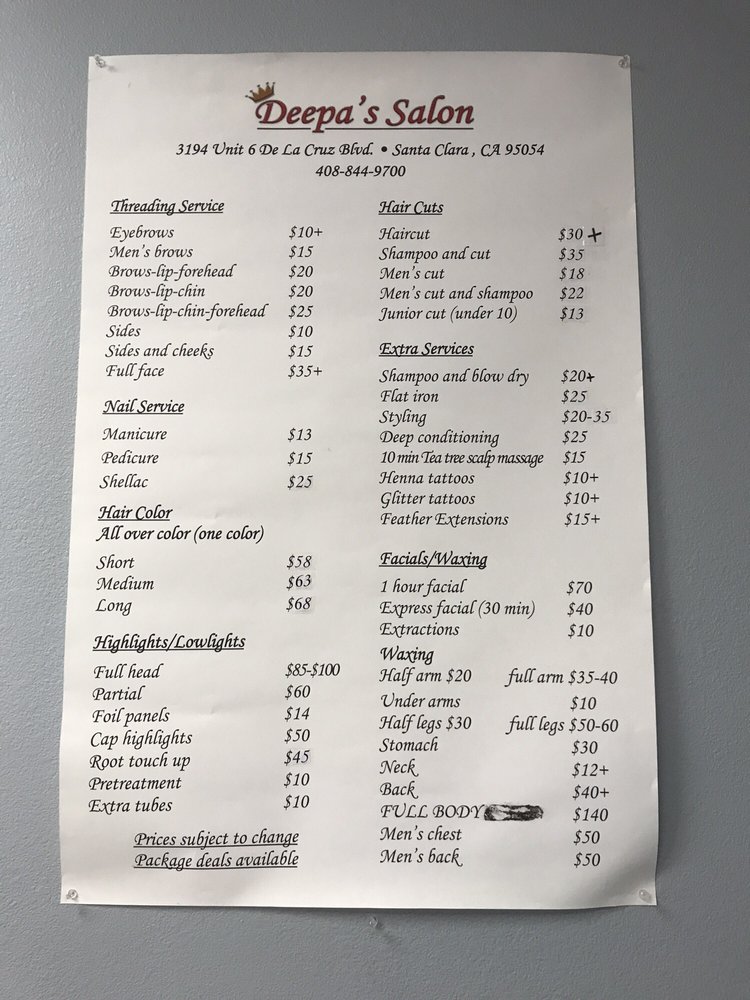 Deepa's Salon
3194 Unit 6 De La Cruz Blvd. • Santa Clara , CA 95054
408-844-9700
Threading Service
Eyebrows $10+
Men's brows $15
Brows-lip-forehead $20
Brows-lip-chin $20
Brows-lip-chin-forehead $25
Sides $10
Sides and cheeks $15
Full face $35+
Nail Service
Manicure $13
Pedicure $15
Shellac $25
Hair Color
All over color (one color)
Short $58
Medium $63
Long $68
Highlights/Lowlights
Full head $85-$100
Partial $60
Foil panels $14
Cap highlights $50
Root touch up $45
Pretreatment $10
Extra tubes $10
Prices subject to change
Package deals available
Hair Cuts
Haircut $30 +
Shampoo and cut $35
Men's cut $18
Men's cut and shampoo $22
Junior cut (under 10) $13
Extra Services
Shampoo and blow dry $20+
Flat iron $25
Styling $20-35
Deep conditioning $25
10 min Tea tree scalp massage $15
Henna tattoos $10+
Glitter tattoos $10+
Feather Extensions $15+
Facials/Waxing
1 hour facial $70
Express facial (30 min) $40
Extractions $10
Waxing
Half arm $20 full arm $35-40
Under arms $10
Half legs $30 full legs $50-60
Stomach $30
Neck $12+
Back $40+
FULL BODY $140
Men's chest $50
Men's back $50